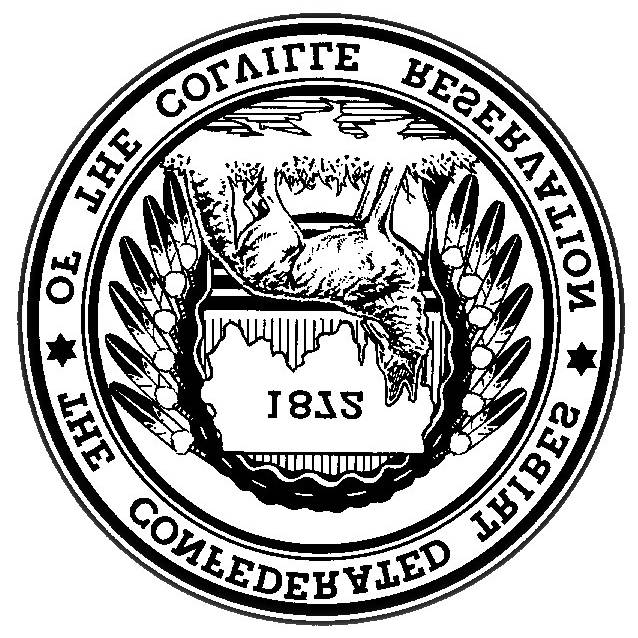 THE CONFEDERATED TRIBES
OF THE COLVILLE RESERVATION
1872